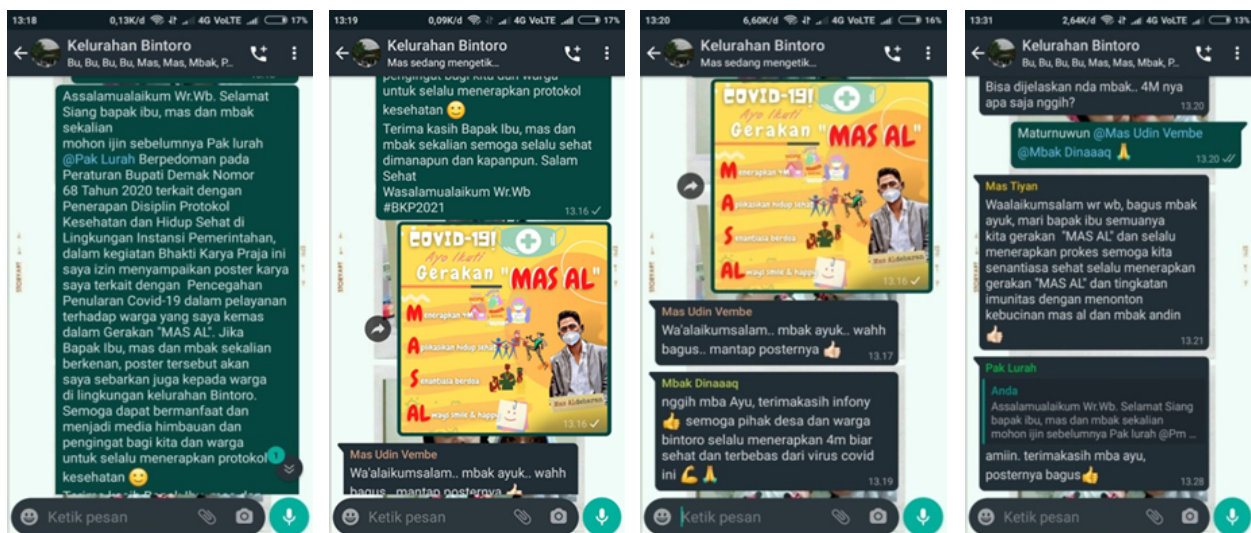 13:18
0,13K/d
4G VoLTE
17%
Kelurahan Bintoro
Bu, Bu, Bu, Bu, Mas, Mas, Mbak, P...
Assalamualaikum Wr.Wb. Selamat
Siang bapak ibu, mas dan mbak
sekalian
mohon ijin sebelumnya Pak lurah
@Pak Lurah Berpedoman pada
Peraturan Bupati Demak Nomor
68 Tahun 2020 terkait dengan
Penerapan Disiplin Protokol
Kesehatan dan Hidup Sehat di
Lingkungan Instansi Pemerintahan,
dalam kegiatan Bhakti Karya Praja ini
saya izin menyampaikan poster karya
saya terkait dengan Pencegahan
Penularan Covid-19 dalam pelayanan
terhadap warga yang saya kemas
dalam Gerakan "MAS AL". Jika
Bapak Ibu, mas dan mbak sekalian
berkenan, poster tersebut akan
saya sebarkan juga kepada warga
di lingkungan kelurahan Bintoro.
Semoga dapat bermanfaat dan
menjadi media himbauan dan
pengingat bagi kita dan warga
untuk selalu menerapkan protokol
kesehatan 😊
1
Ketik pesan
13:19
0,09K/d
4G VoLTE
17%
Kelurahan Bintoro
Mas sedang mengetik...
pengingat bagi kita dan warga
untuk selalu menerapkan protokol
kesehatan 😊
Terima kasih Bapak Ibu, mas dan
mbak sekalian semoga selalu sehat
dimanapun dan kapanpun. Salam
Sehat
Wasalamualaikum Wr.Wb
#BKP2021
13.16
COVID-19!
Ayo Ikuti
Gerakan "MAS AL"
Menerapkan 4M
Aplikasikan hidup sehat
Senantiasa berdoa
ALways smile & happy
Mas Aldebaran
13.16
Mas Udin Vembe
Wa'alaikumsalam.. mbak ayuk.. wahh
bagus.. mantap posternya 👍
Ketik pesan
13:20
6,60K/d
4G VoLTE
16%
Kelurahan Bintoro
Mas sedang mengetik...
COVID-19!
Ayo Ikuti
Gerakan "MAS AL"
Menerapkan 4M
Aplikasikan hidup sehat
Senantiasa berdoa
ALways smile & happy
Mas Aldebaran
13.16
Mas Udin Vembe
Wa'alaikumsalam.. mbak ayuk.. wahh
bagus.. mantap posternya 👍🏻
13.17
Mbak Dinaaaq
nggih mba Ayu, terimakasih infony
👍 semoga pihak desa dan warga
bintoro selalu menerapkan 4m biar
sehat dan terbebas dari virus covid
ini 💪🙏
13.19
Ketik pesan
13:31
2,64K/d
4G VoLTE
13%
Kelurahan Bintoro
Bu, Bu, Bu, Bu, Mas, Mas, Mbak, P...
Bisa dijelaskan nda mbak.. 4M nya
apa saja nggih?
13.20
Maturnuwun @Mas Udin Vembe
@Mbak Dinaaaq 🙏
13.20
Mas Tiyan
Waalaikumsalam wr wb, bagus mbak
ayuk, mari bapak ibu semuanya
kita gerakan "MAS AL" dan selalu
menerapkan prokes semoga kita
senantiasa sehat selalu menerapkan
gerakan "MAS AL" dan tingkatan
imunitas dengan menonton
kebucinan mas al dan mbak andin
👍🏻
13.21
Pak Lurah
Anda
Assalamualaikum Wr.Wb. Selamat Siang
bapak ibu, mas dan mbak sekalian
mohon ijin sebelumnya Pak lurah @Pm ...
amiin. terimakasih mba ayu,
posternya bagus👍
13.28
Ketik pesan